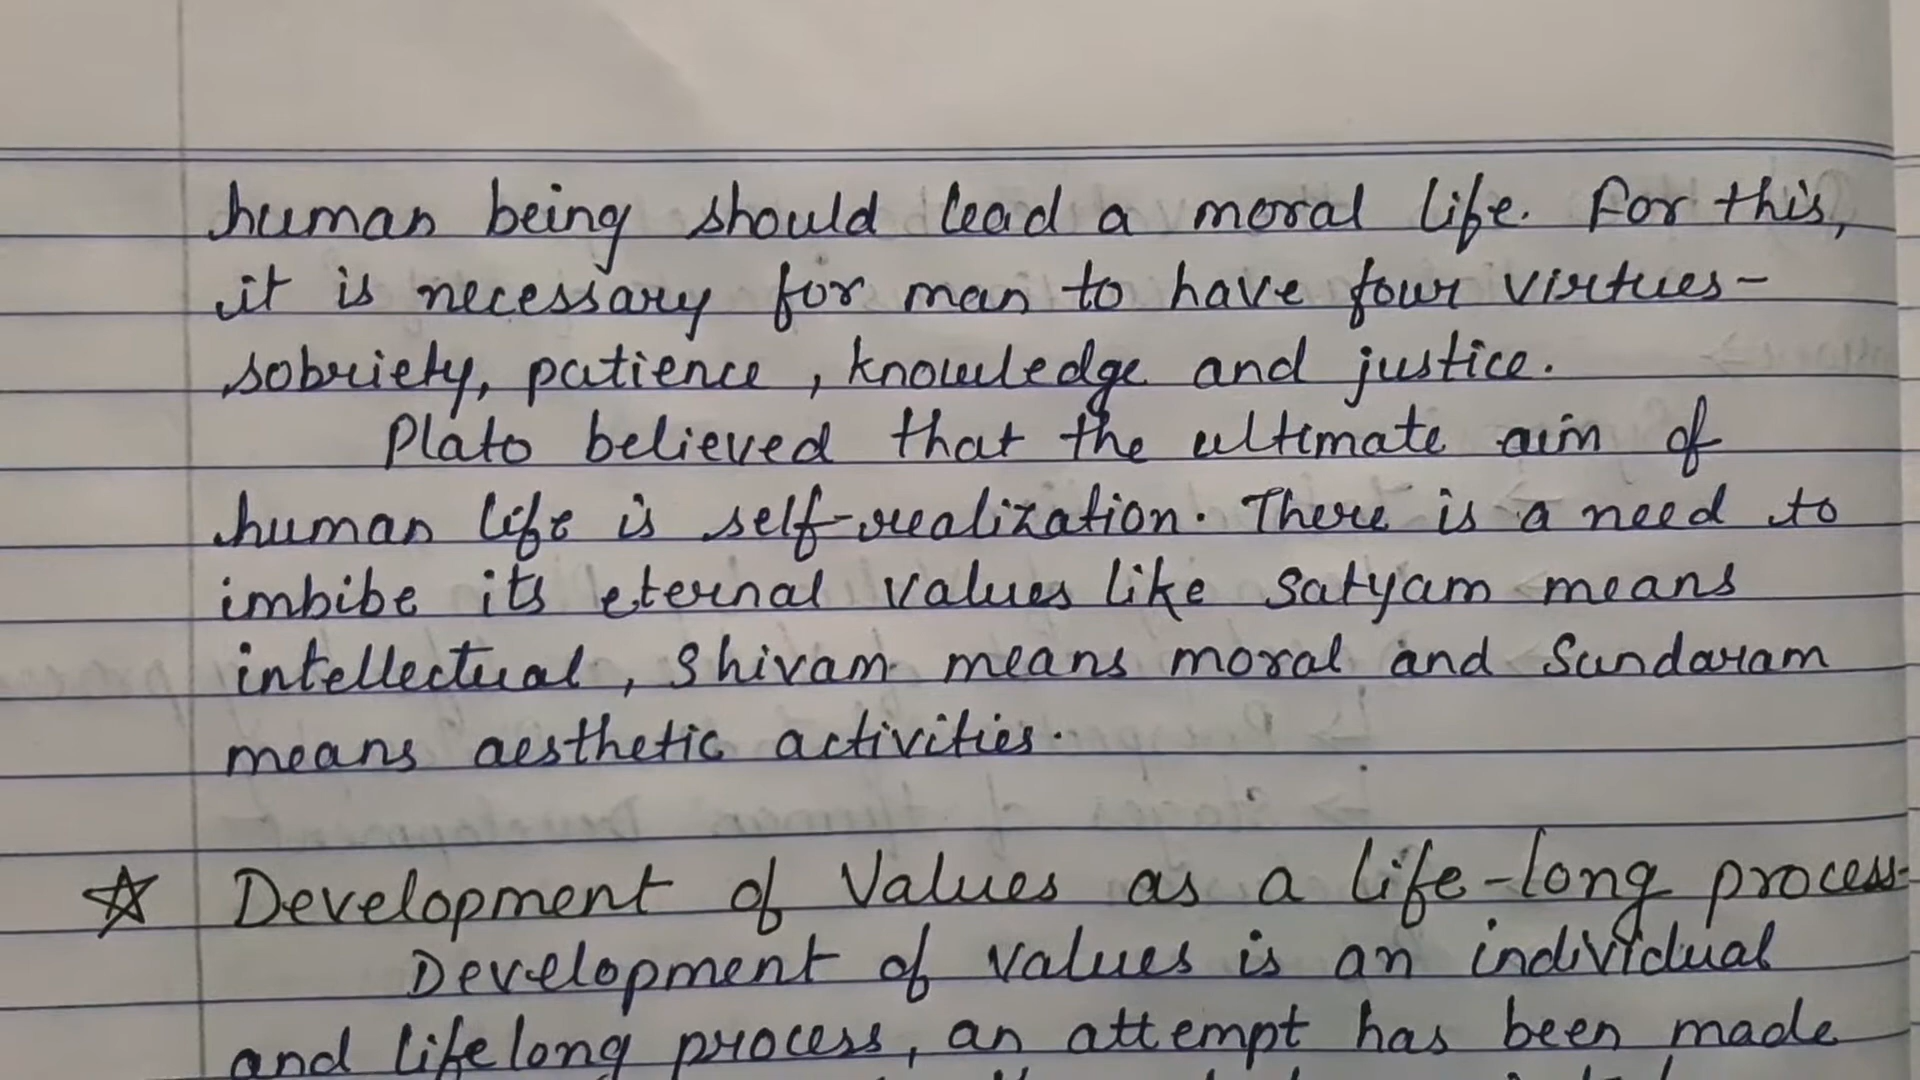 human being should lead a moral life. For this,
it is necessary for man to have four virtues-
sobriety, patience, knowledge and justice.
Plato believed that the ultimate aim of
human life is self-realization. There is a need to
imbibe its eternal values like Satyam means
intellectual, Shivam means moral and Sundaram
means aesthetic activities.
☆ Development of Values as a life-long process-
Development of values is an individual
and lifelong process, an attempt has been made